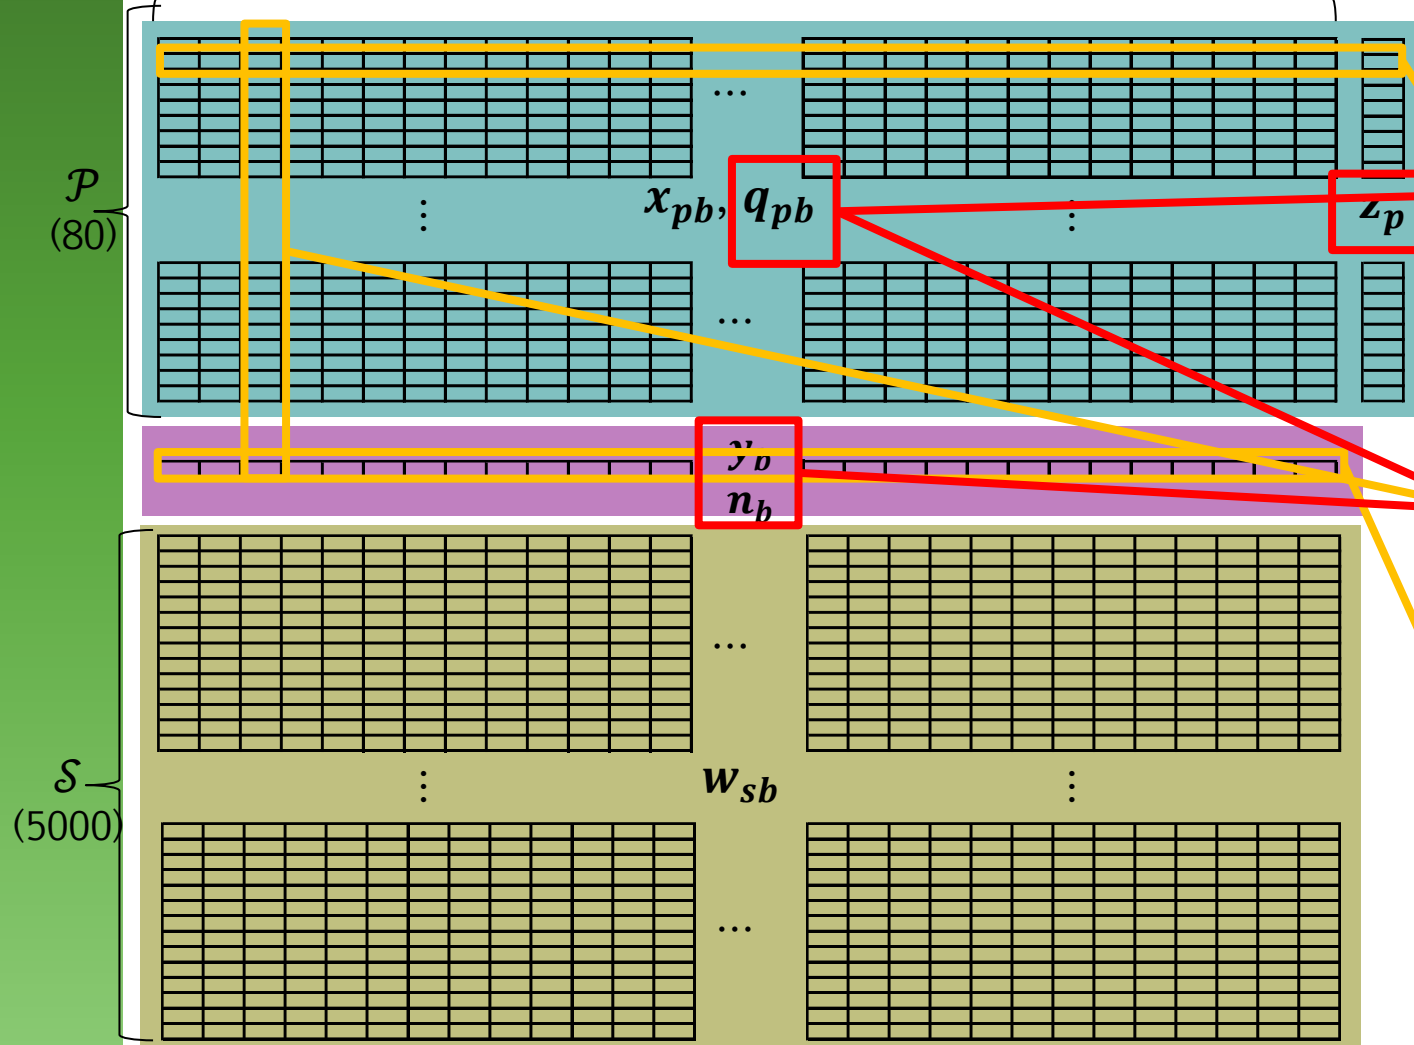 …
𝒫
(80)
x_pb, q_pb
⋮
⋮
z_p
…
y_b
n_b
…
𝒮
(5000)
⋮
w_sb
⋮
…